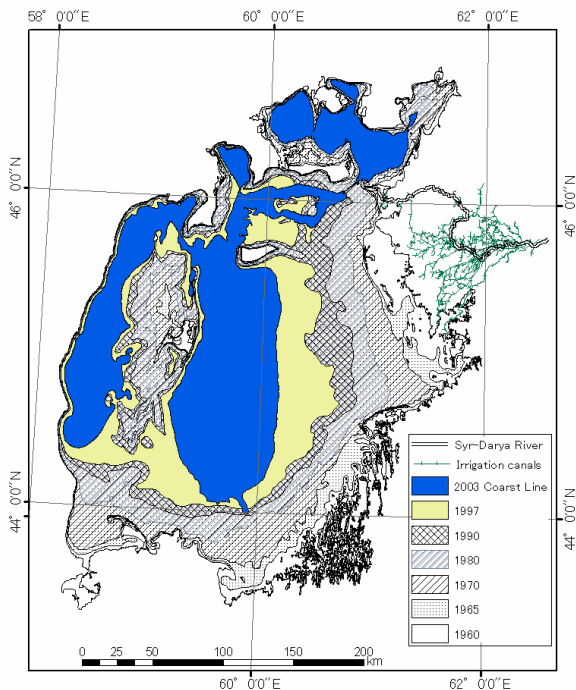 58° 0'0"E
60° 0'0"E
62° 0'0"E
46° 0'0"N
46° 0'0"N
44° 0'0"N
44° 0'0"N
Syr-Darya River
Irrigation canals
2003 Coarst Line
1997
1990
1980
1970
1965
1960
0 25 50 100 150 200
km
60° 0'0"E
62° 0'0"E